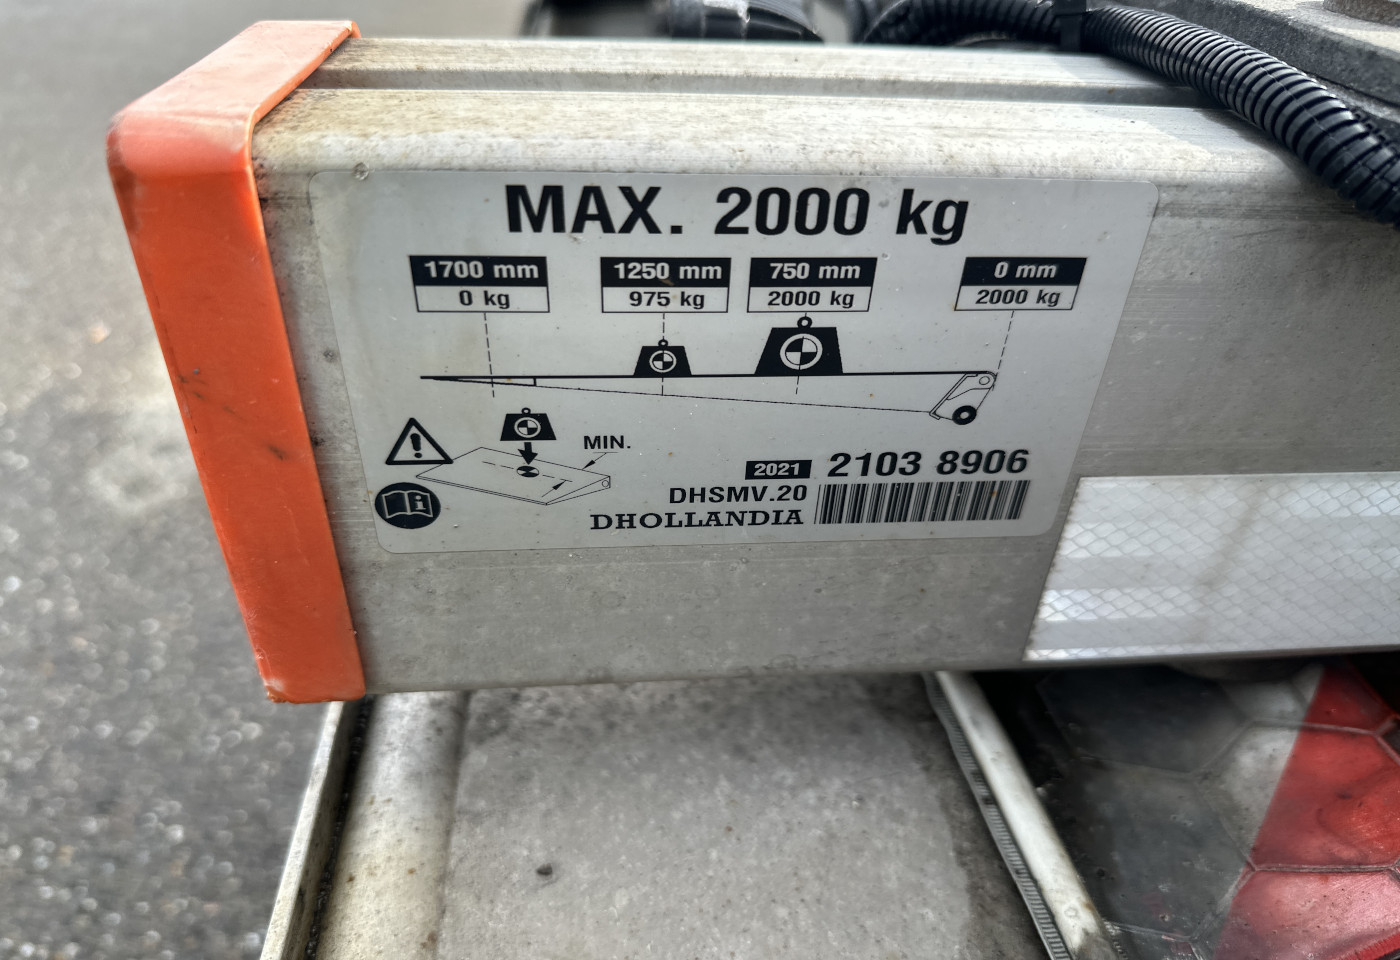 MAX. 2000 kg
1700 mm 1250 mm 750 mm 0 mm
0 kg 975 kg 2000 kg 2000 kg
MIN.
2021 2103 8906
DHSMV.20
DHOLLANDIA